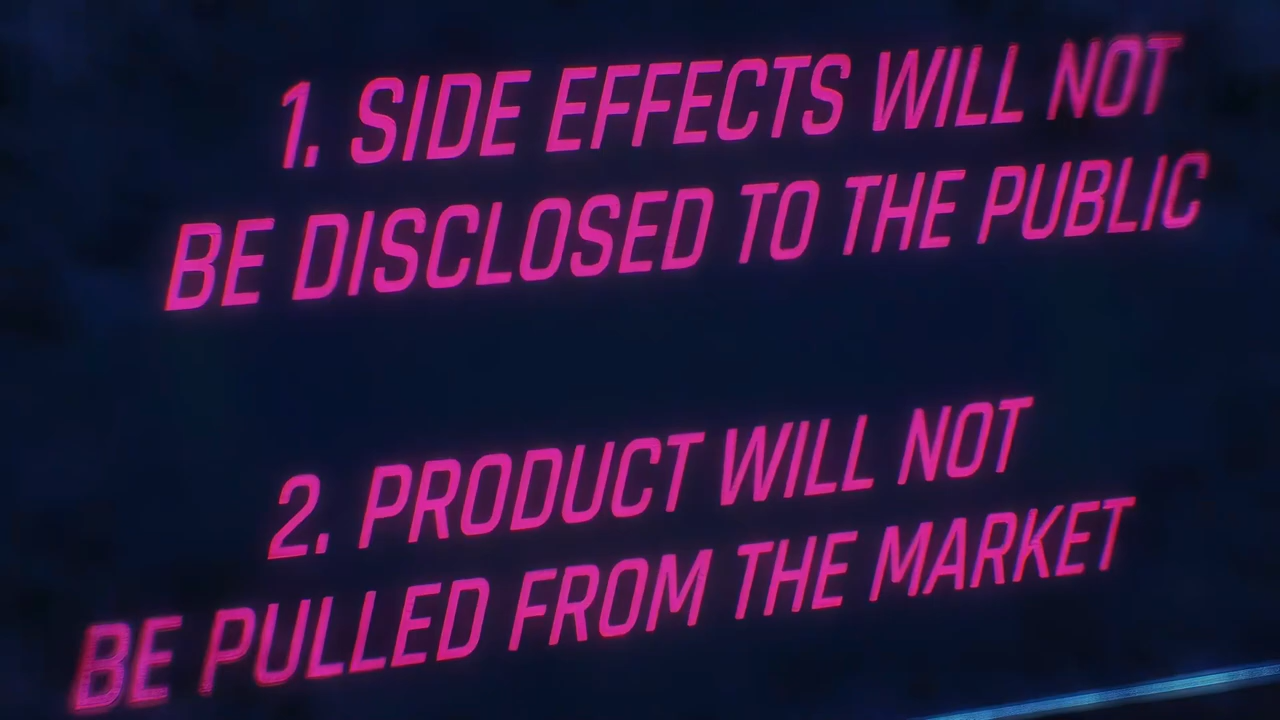 1. SIDE EFFECTS WILL NOT
BE DISCLOSED TO THE PUBLIC
2. PRODUCT WILL NOT
BE PULLED FROM THE MARKET